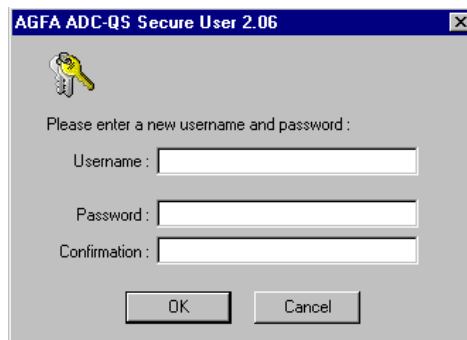 AGFA ADC-QS Secure User 2.06
Please enter a new username and password :
Username :
Password :
Confirmation :
OK Cancel